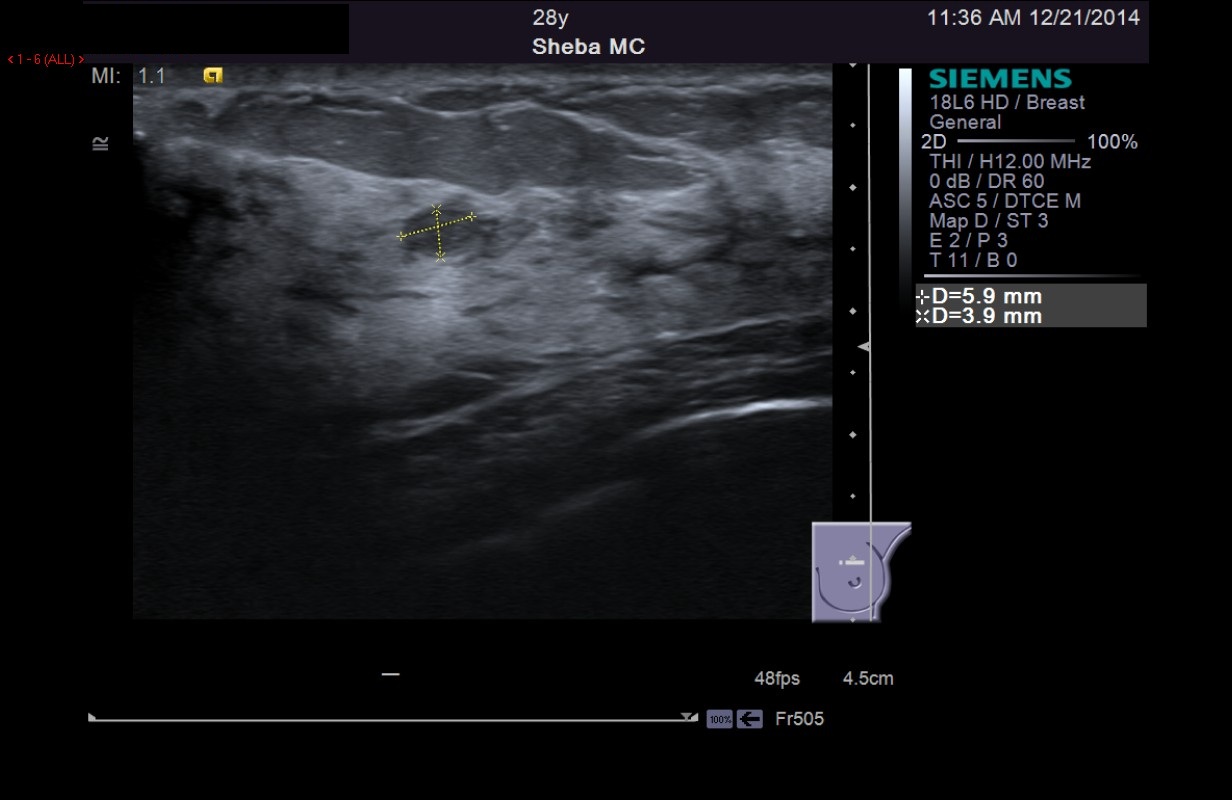 28y
11:36 AM 12/21/2014
Sheba MC
< 1 - 6 (ALL) >
MI: 1.1
SIEMENS
18L6 HD / Breast
General
2D 100%
THI / H12.00 MHz
0 dB / DR 60
ASC 5 / DTCE M
Map D / ST 3
E 2 / P 3
T 11 / B 0
D=5.9 mm
D=3.9 mm
48fps 4.5cm
100% Fr505